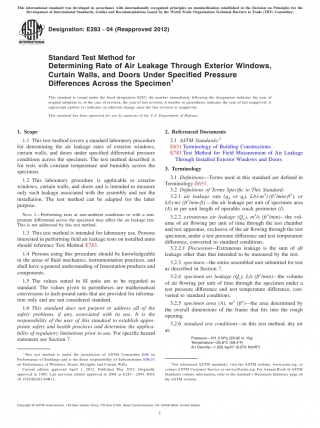 This international standard was developed in accordance with internationally recognized principles on standardization established in the Decision on Principles for the
Development of International Standards, Guides and Recommendations issued by the World Trade Organization Technical Barriers to Trade (TBT) Committee.
Designation: E283 - 04 (Reapproved 2012)
Standard Test Method for
Determining Rate of Air Leakage Through Exterior Windows,
Curtain Walls, and Doors Under Specified Pressure
Differences Across the Specimen¹
This standard is issued under the fixed designation E283; the number immediately following the designation indicates the year of
original adoption or, in the case of revision, the year of last revision. A number in parentheses indicates the year of last reapproval. A
superscript epsilon (ε) indicates an editorial change since the last revision or reapproval.
This standard has been approved for use by agencies of the U.S. Department of Defense.
1. Scope
1.1 This test method covers a standard laboratory procedure
for determining the air leakage rates of exterior windows,
curtain walls, and doors under specified differential pressure
conditions across the specimen. The test method described is
for tests with constant temperature and humidity across the
specimen.
1.2 This laboratory procedure is applicable to exterior
windows, curtain walls, and doors and is intended to measure
only such leakage associated with the assembly and not the
installation. The test method can be adapted for the latter
purpose.
NOTE 1—Performing tests at non-ambient conditions or with a tem-
perature differential across the specimen may affect the air leakage rate.
This is not addressed by this test method.
1.3 This test method is intended for laboratory use. Persons
interested in performing field air leakage tests on installed units
should reference Test Method E783.
1.4 Persons using this procedure should be knowledgeable
in the areas of fluid mechanics, instrumentation practices, and
shall have a general understanding of fenestration products and
components.
1.5 The values stated in SI units are to be regarded as
standard. The values given in parentheses are mathematical
conversions to inch-pound units that are provided for informa-
tion only and are not considered standard.
1.6 This standard does not purport to address all of the
safety problems, if any, associated with its use. It is the
responsibility of the user of this standard to establish appro-
priate safety and health practices and determine the applica-
bility of regulatory limitations prior to use. For specific hazard
statement see Section 7.
¹ This test method is under the jurisdiction of ASTM Committee E06 on
Performance of Buildings and is the direct responsibility of Subcommittee E06.51
on Performance of Windows, Doors, Skylights and Curtain Walls.
Current edition approved April 1, 2012. Published May 2012. Originally
approved in 1965. Last previous edition approved in 2004 as E283 – 2004. DOI:
10.1520/E0283-04R12.
2. Referenced Documents
2.1 ASTM Standards:²
E631 Terminology of Building Constructions
E783 Test Method for Field Measurement of Air Leakage
Through Installed Exterior Windows and Doors
3. Terminology
3.1 Definitions—Terms used in this standard are defined in
Terminology E631.
3.2 Definitions of Terms Specific to This Standard:
3.2.1 air leakage rate
—the air leakage per unit of specimen area
(A) or per unit length of operable crack perimeter
3.2.2 extraneous air leakage —the vol-
ume of air flowing per unit of time through the test chamber
and test apparatus, exclusive of the air flowing through the test
specimen, under a test pressure difference and test temperature
difference, converted to standard conditions.
3.2.2.1 Discussion—Extraneous leakage is the sum of all
leakage other than that intended to be measured by the test.
3.2.3 specimen—the entire assembled unit submitted for test
as described in Section 7.
3.2.4 specimen air leakage —the volume
of air flowing per unit of time through the specimen under a
test pressure difference and test temperature difference, con-
verted to standard conditions.
3.2.5 specimen area (A), m² (ft²)—the area determined by
the overall dimensions of the frame that fits into the rough
opening.
3.2.6 standard test conditions—in this test method, dry air
at:
Pressure—101.3 kPa (29.92 in. Hg)
Temperature—20.8°C (69.4°F)
Air Density—1.202 kg/m³ (0.075 lbm/ft³)
² For referenced ASTM standards, visit the ASTM website, www.astm.org, or
contact ASTM Customer Service at service@astm.org. For Annual Book of ASTM
Standards volume information, refer to the standard's Document Summary page on
the ASTM website.
Copyright © ASTM International, 100 Barr Harbor Drive, PO Box C700, West Conshohocken, PA 19428-2959. United States
1